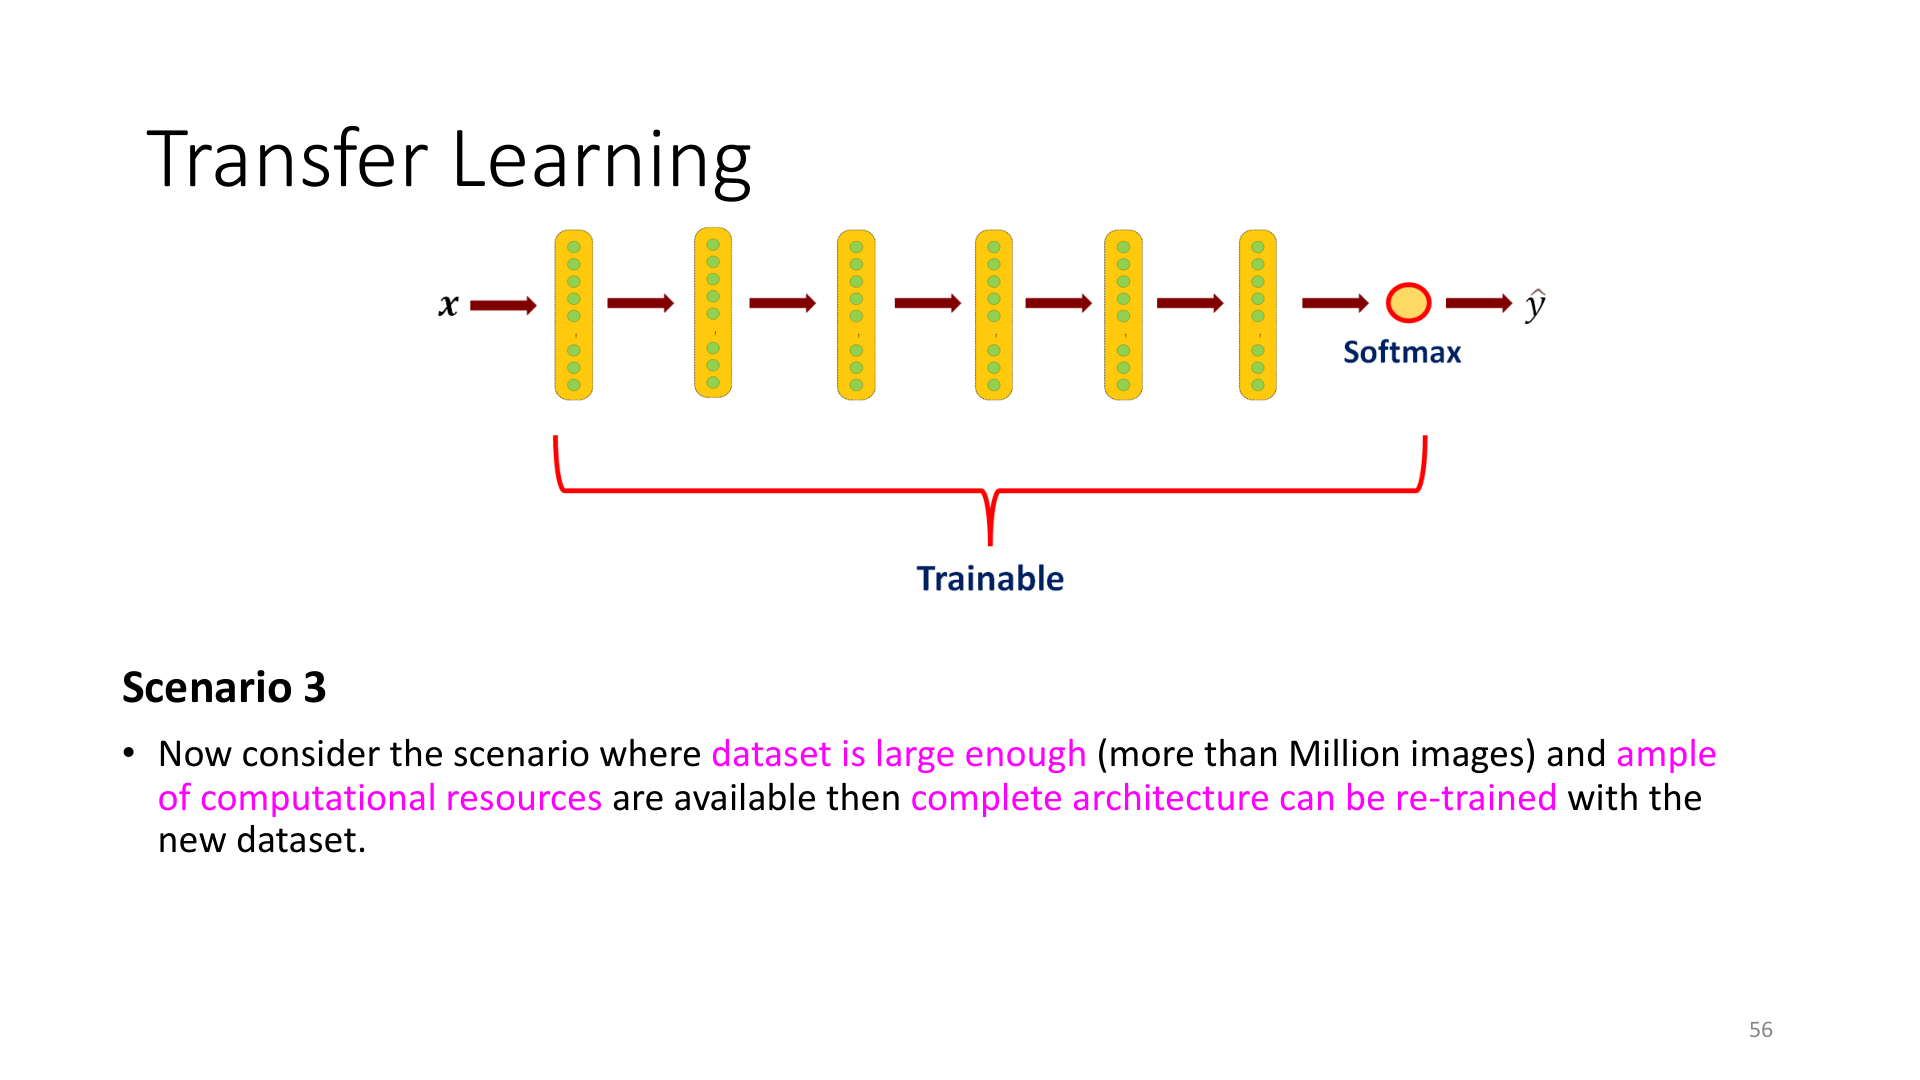 Transfer Learning
x
ŷ
Softmax
Trainable
Scenario 3
• Now consider the scenario where dataset is large enough (more than Million images) and ample
of computational resources are available then complete architecture can be re-trained with the
new dataset.
56